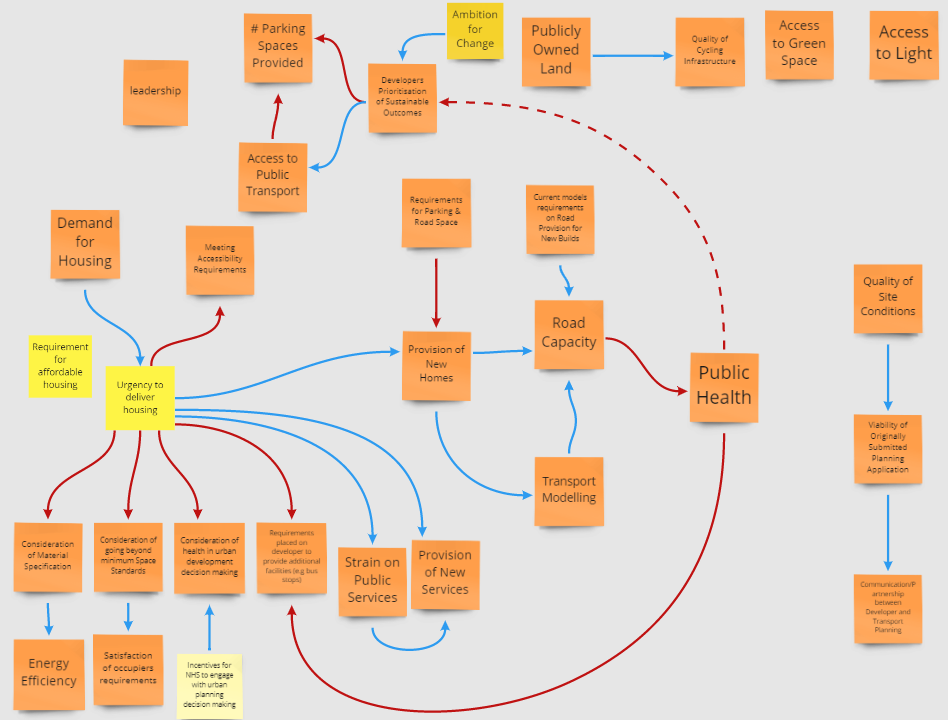 # Parking
Spaces
Provided
Ambition
for
Change
Publicly
Owned
Land
Quality of
Cycling
Infrastructure
Access
to Green
Space
Access
to Light
leadership
Developers
Prioritisation
of Sustainable
Outcomes
Access to
Public
Transport
Requirements
for Parking &
Road Space
Current models
requirements
on Road
Provision for
New Builds
Demand
for
Housing
Meeting
Accessibility
Requirements
Quality of
Site
Conditions
Requirement
for
affordable
housing
Urgency to
deliver
housing
Provision of
New
Homes
Road
Capacity
Public
Health
Viability of
Originally
Submitted
Planning
Application
Transport
Modelling
Consideration
of Material
Specification
Consideration of
going beyond
minimum Space
Standards
Consideration of
health in urban
development
decision making
Requirements
placed on
developer to
provide additional
facilities (e.g bus
stops)
Strain on
Public
Services
Provision
of New
Services
Communication/P
artnership
between
Developer and
Transport
Planning
Energy
Efficiency
Satisfaction
of occupiers
requirements
Incentives for
NHS to engage
with urban
planning
decision making